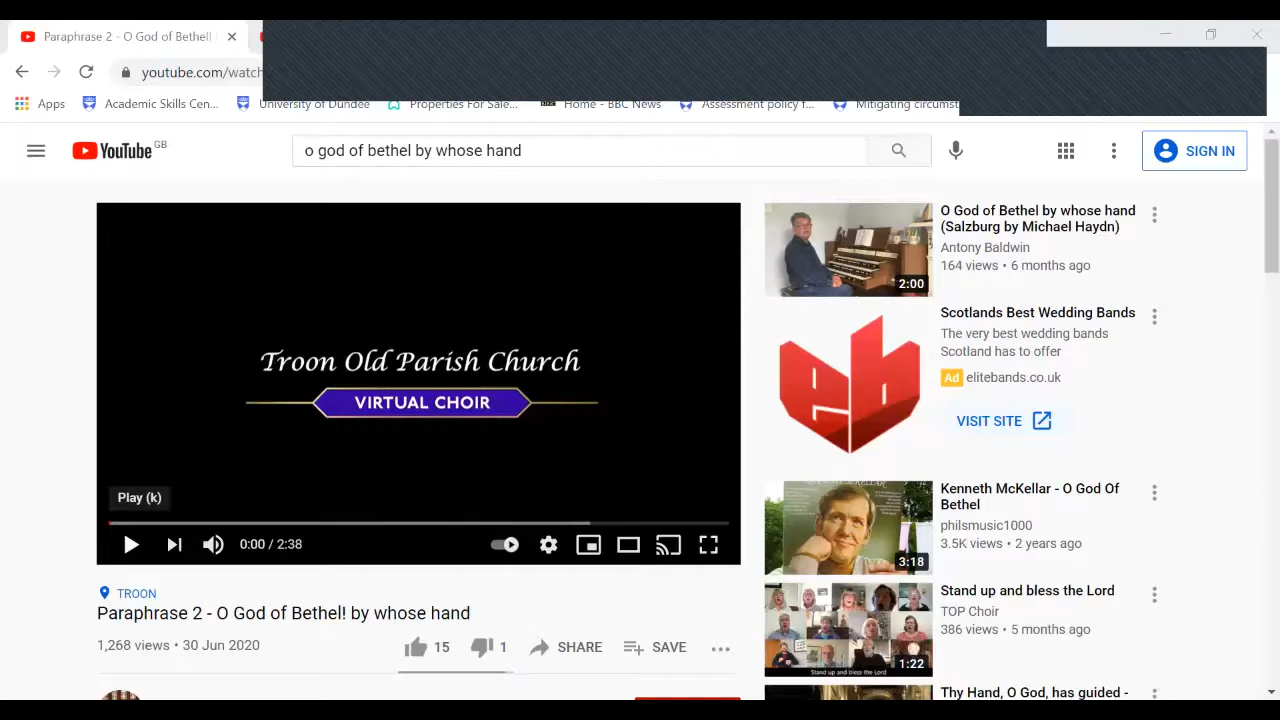 Paraphrase 2 - O God of Bethel!
youtube.com/watch
Apps
Academic Skills Cen...
University of Dundee
Properties For Sale...
Home - BBC News
Assessment policy f...
Mitigating circumst
YouTube GB
o god of bethel by whose hand
SIGN IN
Troon Old Parish Church
VIRTUAL CHOIR
Play (k)
0:00 / 2:38
TROON
Paraphrase 2 - O God of Bethel! by whose hand
1,268 views • 30 Jun 2020
15
1
SHARE
SAVE
O God of Bethel by whose hand
(Salzburg by Michael Haydn)
Antony Baldwin
164 views • 6 months ago
2:00
Scotlands Best Wedding Bands
The very best wedding bands
Scotland has to offer
Ad elitebands.co.uk
eb
VISIT SITE
Kenneth McKellar - O God Of
Bethel
philsmusic1000
3.5K views • 2 years ago
3:18
Stand up and bless the Lord
TOP Choir
386 views • 5 months ago
1:22
Stand up and bless the Lord
Thy Hand, O God, has guided -